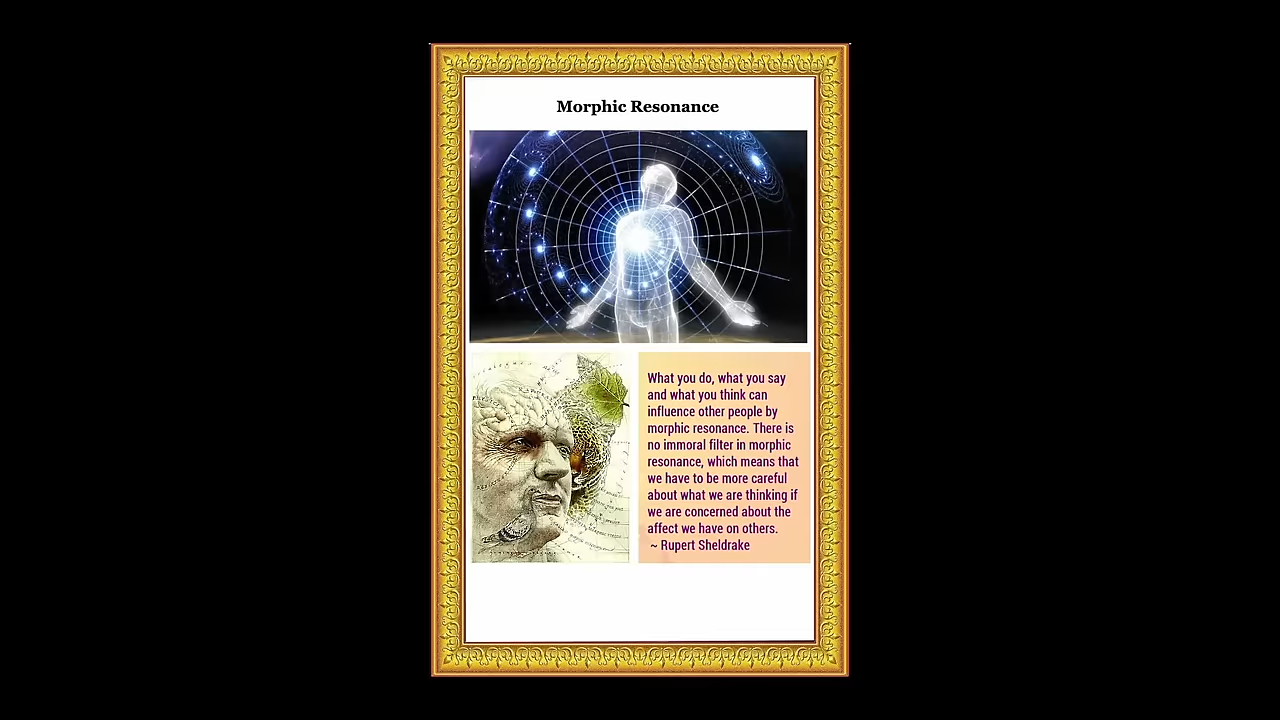 Morphic Resonance
What you do, what you say
and what you think can
influence other people by
morphic resonance. There is
no immoral filter in morphic
resonance, which means that
we have to be more careful
about what we are thinking if
we are concerned about the
affect we have on others.
~ Rupert Sheldrake